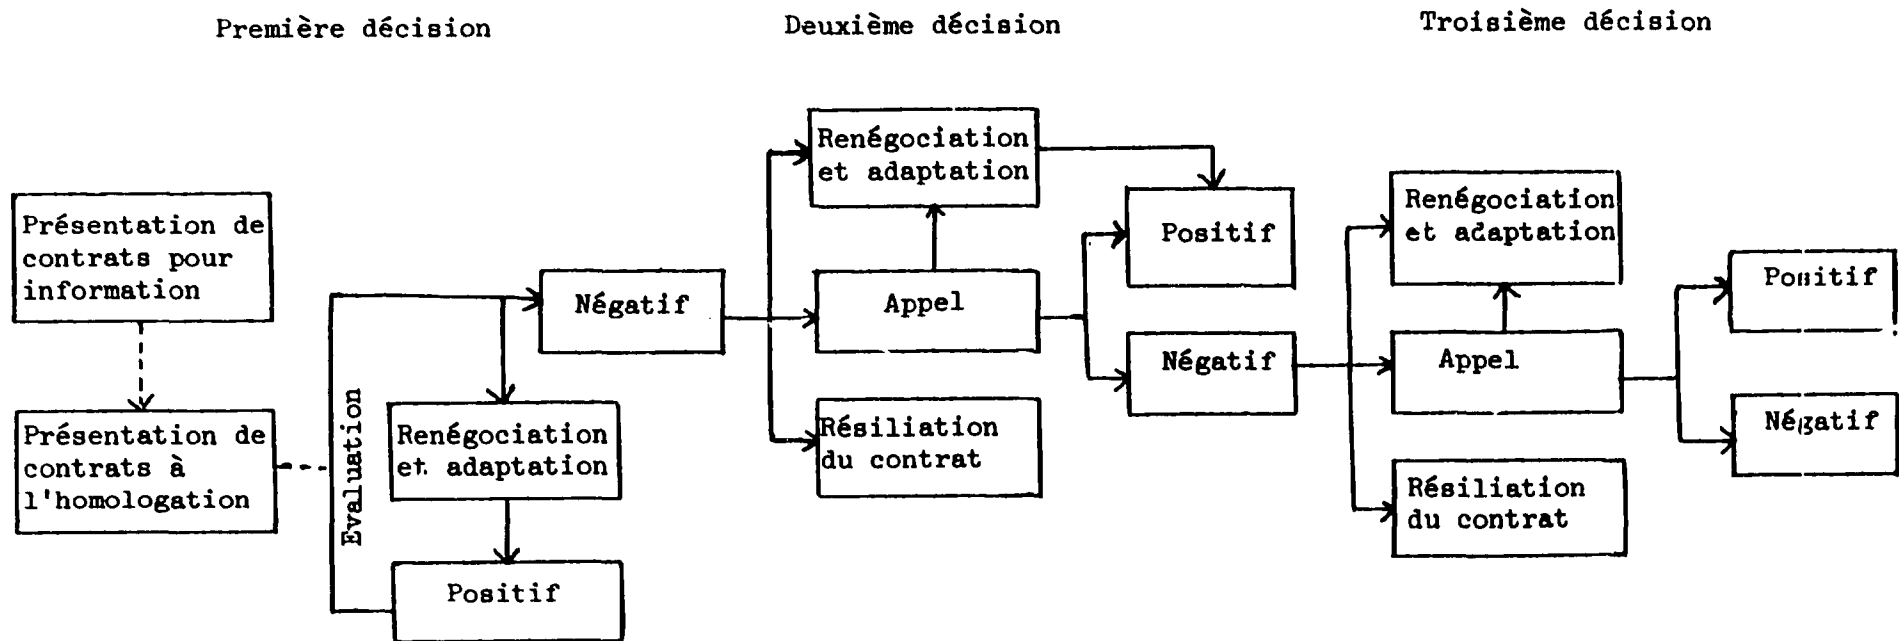 Première décision
Deuxième décision
Troisième décision
Présentation de
contrats pour
information
Présentation de
contrats à
l'homologation
Evaluation
Négatif
Renégociation
et adaptation
Positif
Renégociation
et adaptation
Appel
Résiliation
du contrat
Positif
Négatif
Renégociation
et adaptation
Appel
Résiliation
du contrat
Positif
Négatif